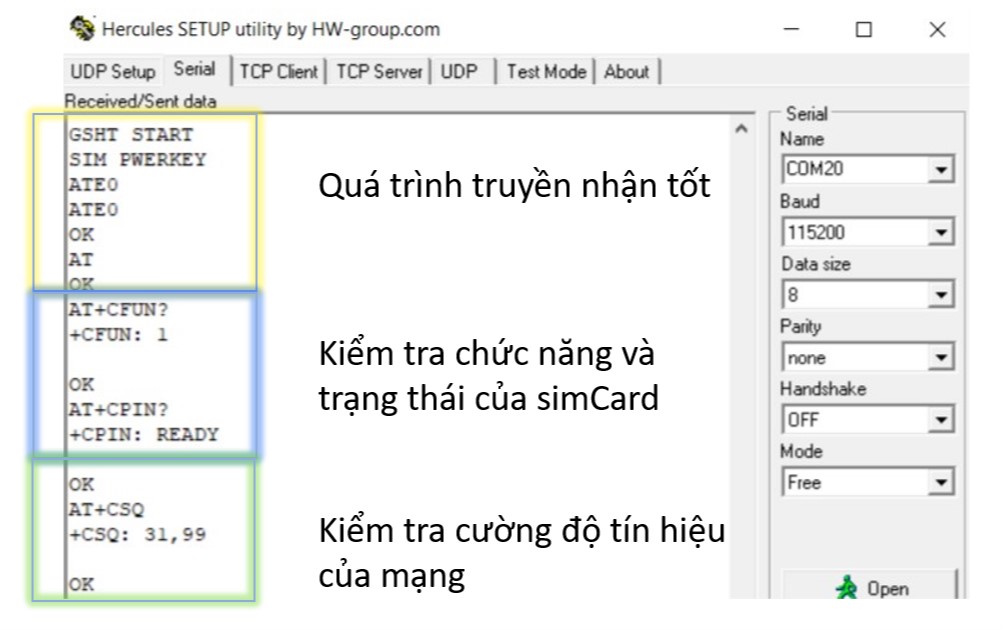 Hercules SETUP utility by HW-group.com
UDP Setup Serial TCP Client TCP Server UDP Test Mode About
Received/Sent data
GSHT START
SIM PWERKEY
ATE0
ATE0
OK
AT
OK
AT+CFUN?
+CFUN: 1
OK
AT+CPIN?
+CPIN: READY
OK
AT+CSQ
+CSQ: 31,99
OK
Quá trình truyền nhận tốt
Kiểm tra chức năng và
trạng thái của simCard
Kiểm tra cường độ tín hiệu
của mạng
Serial
Name
COM20
Baud
115200
Data size
8
Parity
none
Handshake
OFF
Mode
Free
Open